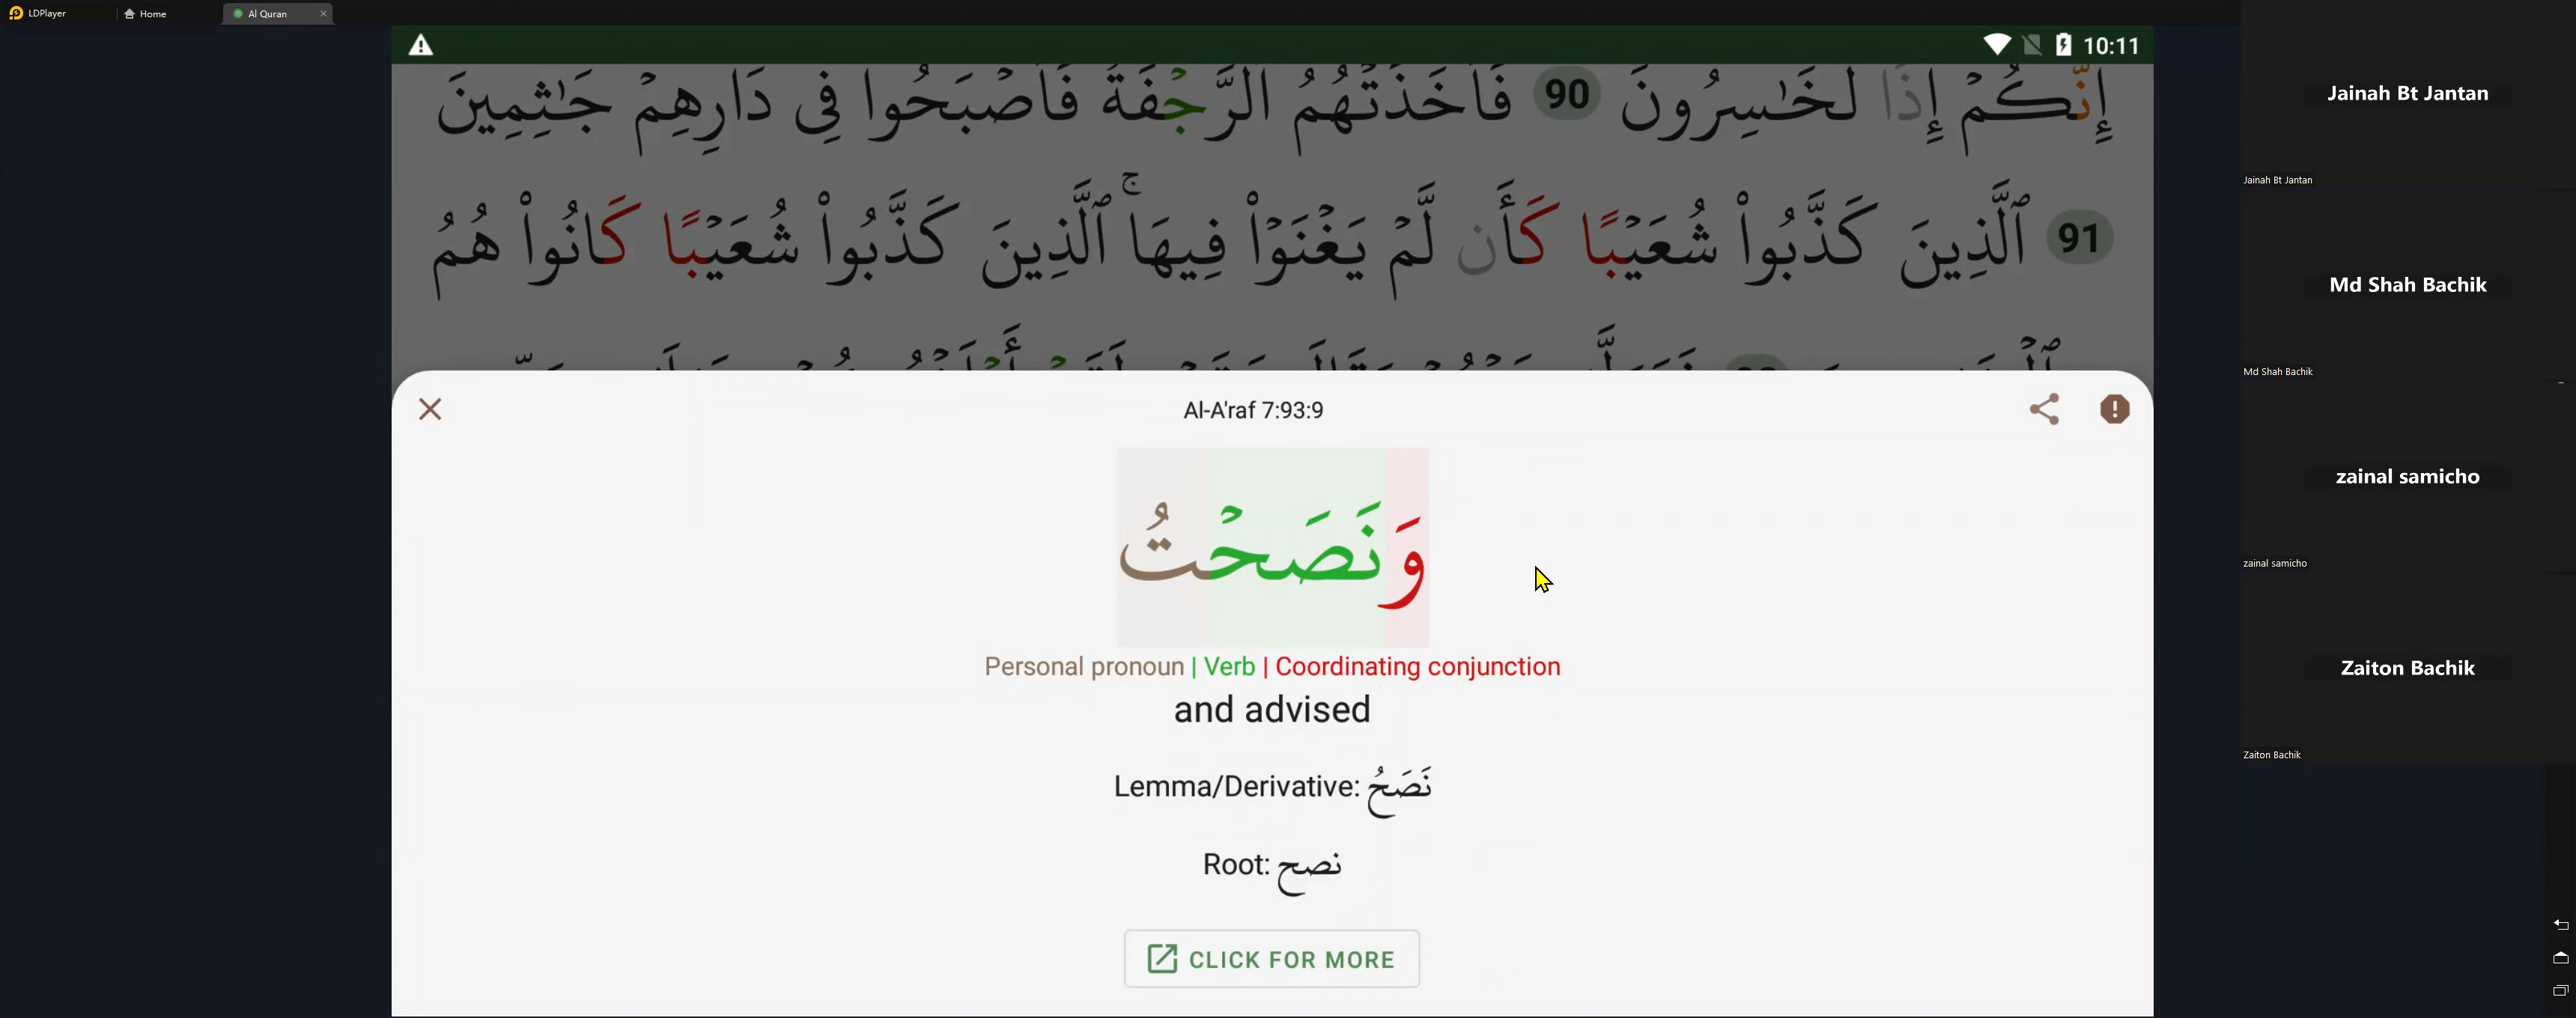 LDPlayer
Home
Al Quran
10:11
إِنَّكُمْ إِذًا لَّخَـٰسِرُونَ 90 فَأَخَذَتْهُمُ ٱلرَّجْفَةُ فَأَصْبَحُوا۟ فِى دَارِهِمْ جَـٰثِمِينَ
91 ٱلَّذِينَ كَذَّبُوا۟ شُعَيْبًا كَأَن لَّمْ يَغْنَوْا۟ فِيهَا ۚ ٱلَّذِينَ كَذَّبُوا۟ شُعَيْبًا كَانُوا۟ هُمُ
Al-A'raf 7:93:9
وَنَصَحْتُ
Personal pronoun | Verb | Coordinating conjunction
and advised
Lemma/Derivative: نَصَحُ
Root: نصح
CLICK FOR MORE
Jainah Bt Jantan
Jainah Bt Jantan
Md Shah Bachik
Md Shah Bachik
zainal samicho
zainal samicho
Zaiton Bachik
Zaiton Bachik